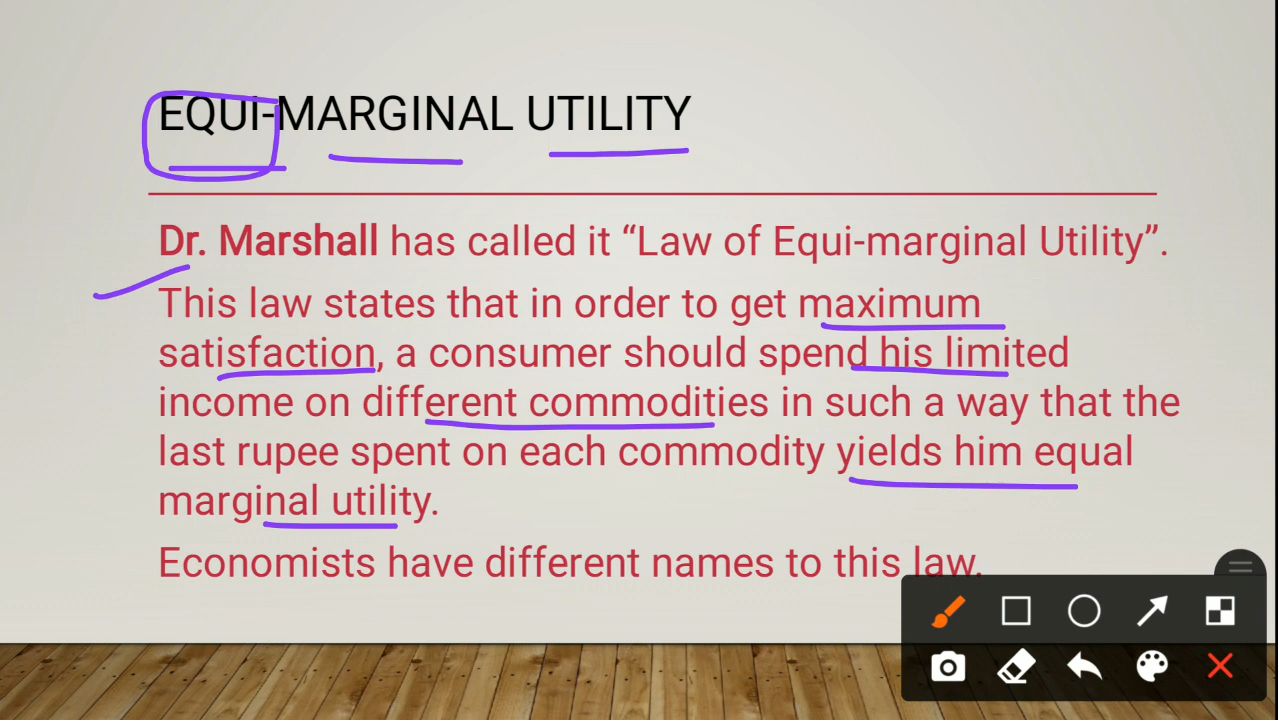 EQUI-MARGINAL UTILITY
Dr. Marshall has called it “Law of Equi-marginal Utility”.
This law states that in order to get maximum
satisfaction, a consumer should spend his limited
income on different commodities in such a way that the
last rupee spent on each commodity yields him equal
marginal utility.
Economists have different names to this law.